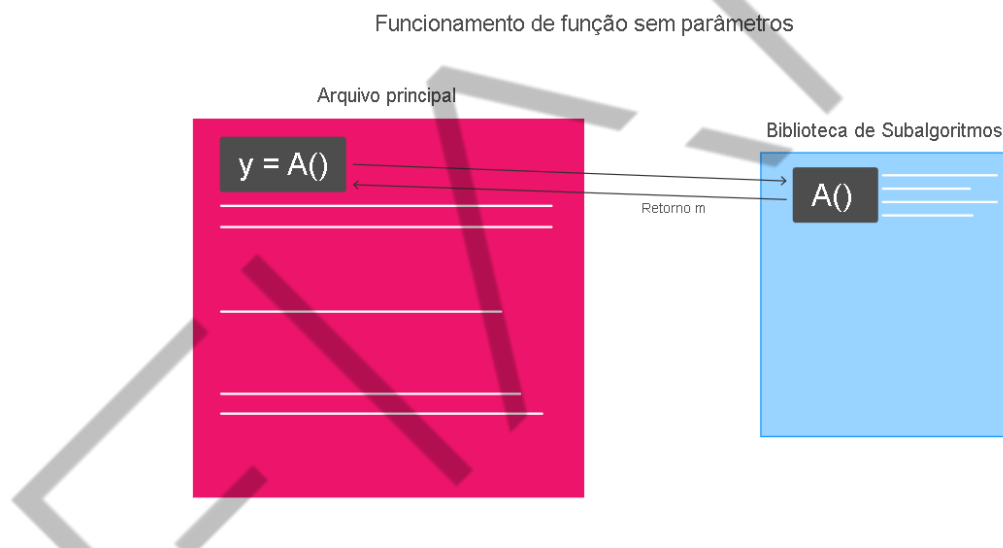 Funcionamento de função sem parâmetros
Arquivo principal
Biblioteca de Subalgoritmos
y = A()
A()
Retorno m